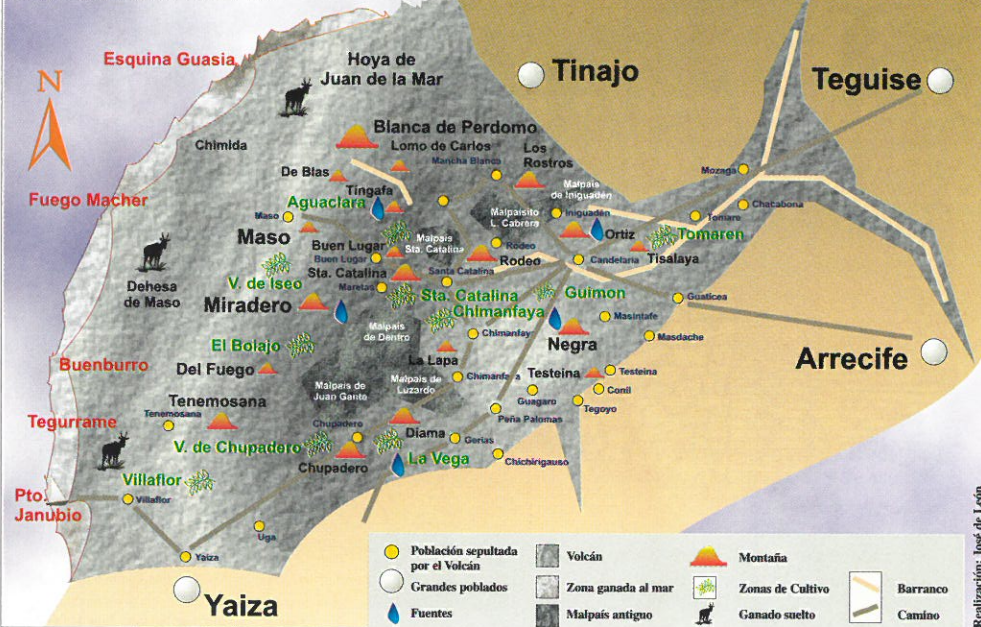 Esquina Guasia
Hoya de
Juan de la Mar
Tinajo
Teguise
N
Blanca de Perdomo
Chimida
Lomo de Carlos
Mancha Blanca
Los
Rostros
Mozaga
De Blas
Tingafa
Malpaís
de Iniguadén
Fuego Macher
Aguaclara
Malpaisito
L. Cabrera
Iniguadén
Chacabona
Maso
Tomare
Maso
Malpaís
Sta. Catalina
Ortiz
Tomaren
Buen Lugar
Buen Lugar
Rodeo
Rodeo
Candelaria
Tisalaya
V. de Iseo
Sta. Catalina
Santa Catalina
Dehesa
de Maso
Maretas
Sta. Catalina
Guimon
Guaticea
Miradero
Chimanfaya
Masintafe
Malpaís
de Dentro
Chimanfaya
Negra
Masdache
El Bolajo
La Lapa
Arrecife
Buenburro
Del Fuego
Malpaís de
Juan Gante
Malpaís de
Luzardo
Chimanfaya
Testeina
Testeina
Guagaro
Conil
Tenemosana
Tegoyo
Tegurrame
Tenemosana
Chupadero
Peña Palomas
Diama
V. de Chupadero
Gerias
Chupadero
La Vega
Chichirigauso
Villaflor
Pto.
Janubio
Villaflor
Uga
Yaiza
Yaiza
Población sepultada
por el Volcán
Grandes poblados
Fuentes
Volcán
Zona ganada al mar
Malpaís antiguo
Montaña
Zonas de Cultivo
Ganado suelto
Barranco
Camino
Realización: José de León